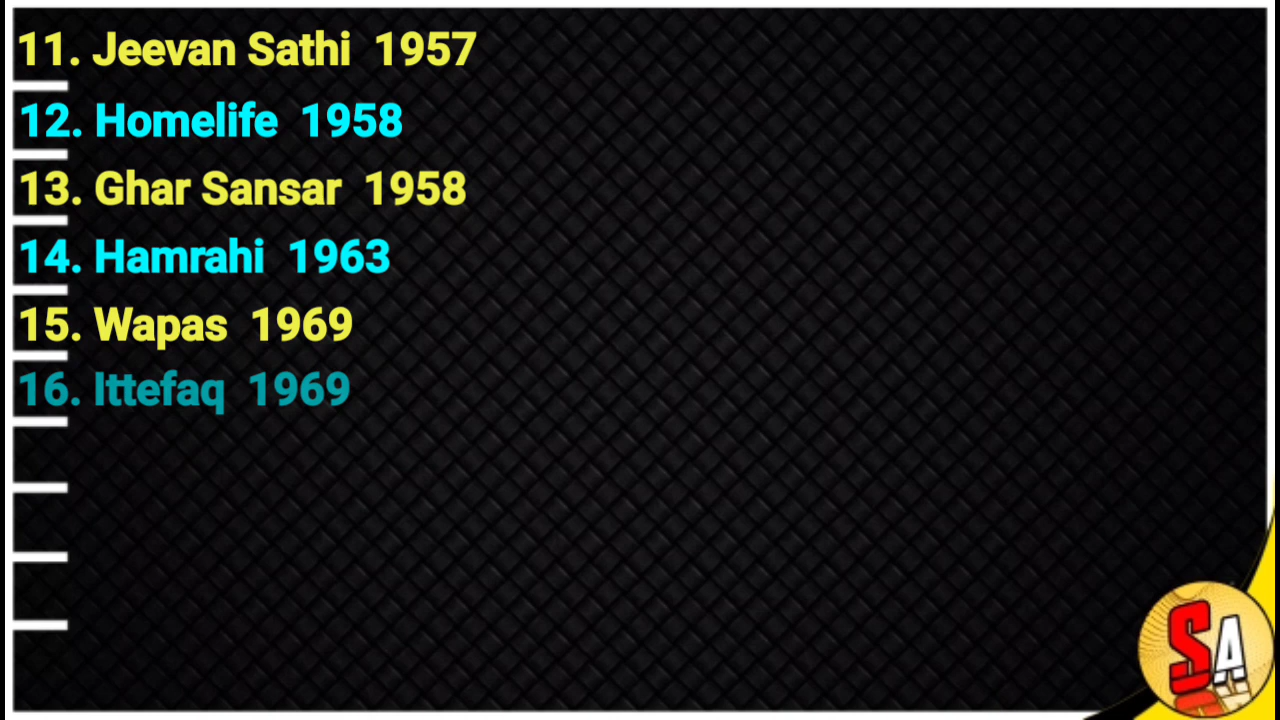 11. Jeevan Sathi 1957
12. Homelife 1958
13. Ghar Sansar 1958
14. Hamrahi 1963
15. Wapas 1969
16. Ittefaq 1969
SA